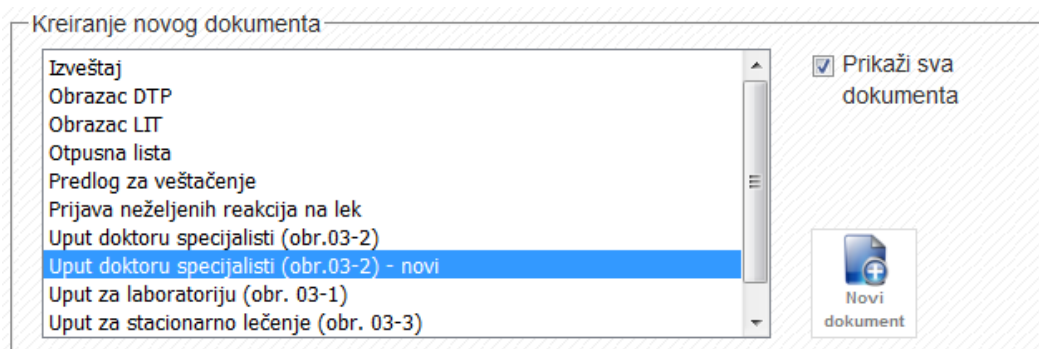 Kreiranje novog dokumenta
Izveštaj
Obrazac DTP
Obrazac LIT
Otpusna lista
Predlog za veštačenje
Prijava neželjenih reakcija na lek
Uput doktoru specijalisti (obr.03-2)
Uput doktoru specijalisti (obr.03-2) - novi
Uput za laboratoriju (obr. 03-1)
Uput za stacionarno lečenje (obr. 03-3)
Prikaži sva
dokumenta
Novi
dokument